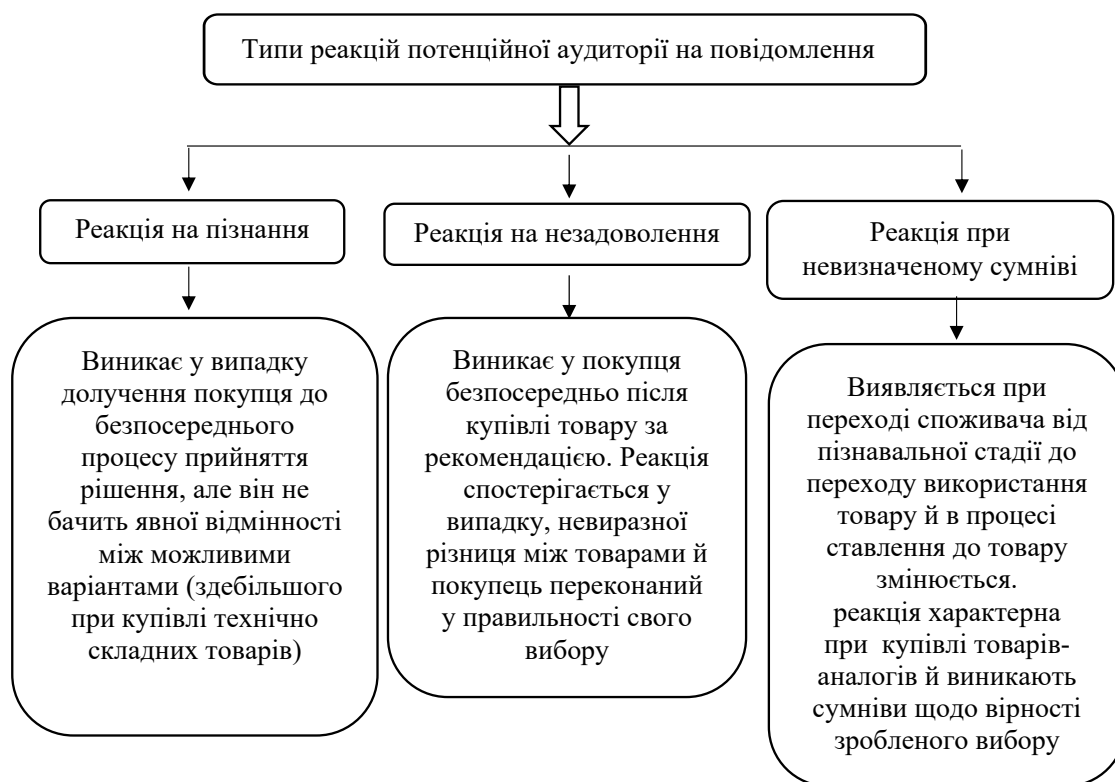 Типи реакцій потенційної аудиторії на повідомлення
Реакція на пізнання
Реакція на незадоволення
Реакція при
невизначеному сумніві
Виникає у випадку
долучення покупця до
безпосереднього
процесу прийняття
рішення, але він не
бачить явної відмінності
між можливими
варіантами (здебільшого
при купівлі технічно
складних товарів)
Виникає у покупця
безпосередньо після
купівлі товару за
рекомендацією. Реакція
спостерігається у
випадку, невиразної
різниця між товарами й
покупець переконаний
у правильності свого
вибору
Виявляється при
переході споживача від
пізнавальної стадії до
переходу використання
товару й в процесі
ставлення до товару
змінюється.
реакція характерна
при  купівлі товарів-
аналогів й виникають
сумніви щодо вірності
зробленого вибору